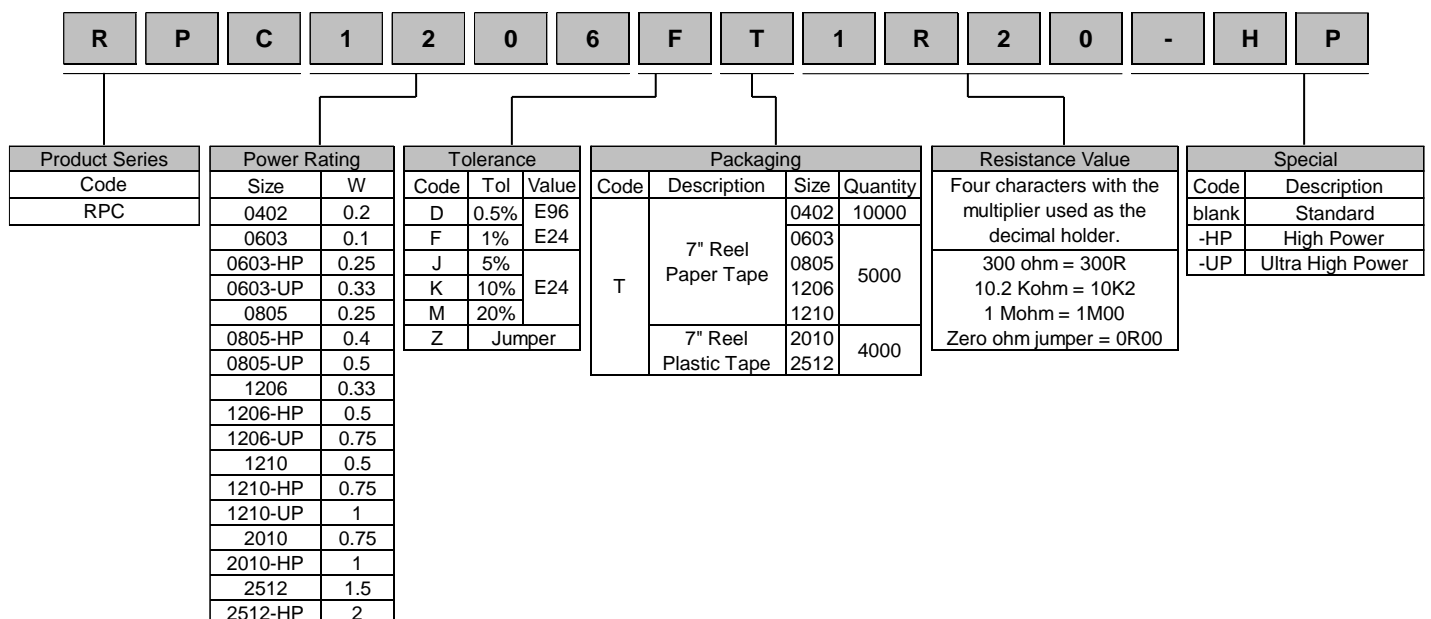 R P C 1 2 0 6 F T 1 R 2 0 - H P
Product Series
Code
RPC
Power Rating
Size W
0402 0.2
0603 0.1
0603-HP 0.25
0603-UP 0.33
0805 0.25
0805-HP 0.4
0805-UP 0.5
1206 0.33
1206-HP 0.5
1206-UP 0.75
1210 0.5
1210-HP 0.75
1210-UP 1
2010 0.75
2010-HP 1
2512 1.5
2512-HP 2
Tolerance
Code Tol Value
D 0.5% E96
F 1% E24
J 5%
K 10% E24
M 20%
Z Jumper
Packaging
Code Description Size Quantity
T
7" Reel
Paper Tape
0402 10000
0603
0805
1206
1210
5000
7" Reel
Plastic Tape
2010
2512
4000
Resistance Value
Four characters with the
multiplier used as the
decimal holder.
300 ohm = 300R
10.2 Kohm = 10K2
1 Mohm = 1M00
Zero ohm jumper = 0R00
Special
Code Description
blank Standard
-HP High Power
-UP Ultra High Power